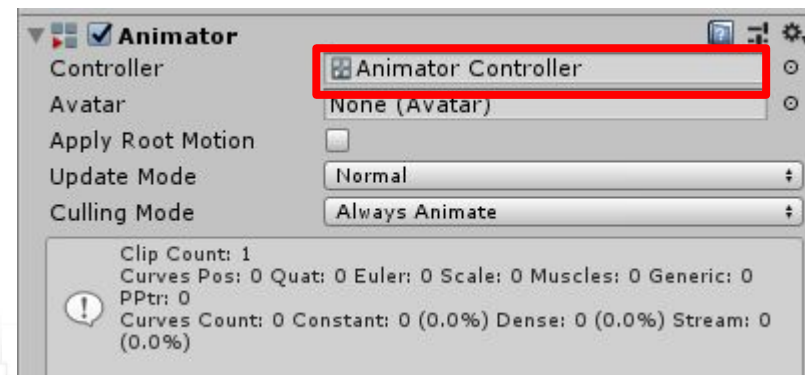 Animator
Controller Animator Controller
Avatar None (Avatar)
Apply Root Motion
Update Mode Normal
Culling Mode Always Animate
Clip Count: 1
Curves Pos: 0 Quat: 0 Euler: 0 Scale: 0 Muscles: 0 Generic: 0
PPtr: 0
Curves Count: 0 Constant: 0 (0.0%) Dense: 0 (0.0%) Stream: 0
(0.0%)